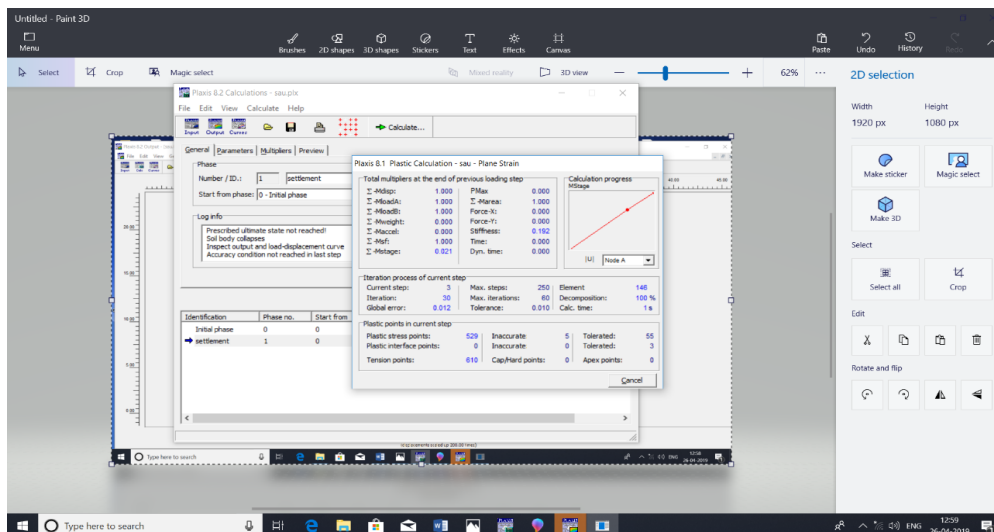 Untitled - Paint 3D
Menu
Brushes 2D shapes 3D shapes Stickers Text Effects Canvas
Paste Undo History Redo
Select Crop Magic select Mixed reality 3D view 62%
2D selection
Width Height
1920 px 1080 px
Make sticker Magic select
Make 3D
Select
Select all Crop
Edit
Rotate and flip
Plaxis 8.2 Calculations - sau.plx
File Edit View Calculate Help
Input Output Curves Calculate...
General Parameters Multipliers Preview
Phase
Number / ID.: 1 settlement
Start from phase: 0 - Initial phase
Log info
Prescribed ultimate state not reached!
Soil body collapses
Inspect output and load-displacement curve
Accuracy condition not reached in last step
Identification Phase no. Start from
Initial phase 0 0
settlement 1 0
Plaxis 8.1 Plastic Calculation - sau - Plane Strain
Total multipliers at the end of previous loading step
Σ -Mdisp: 1.000 PMax 0.000
Σ -MloadA: 1.000 Σ -Marea: 1.000
Σ -MloadB: 1.000 Force-X: 0.000
Σ -Mweight: 0.000 Force-Y: 0.000
Σ -Maccel: 0.000 Stiffness: 0.192
Σ -Msf: 1.000 Time: 0.000
Σ -Mstage: 0.021 Dyn. time: 0.000
Calculation progress
MStage
|U| Node A
Iteration process of current step
Current step: 3 Max. steps: 250 Element 146
Iteration: 30 Max. iterations: 60 Decomposition: 100 %
Global error: 0.012 Tolerance: 0.010 Calc. time: 1 s
Plastic points in current step
Plastic stress points: 529 Inaccurate 5 Tolerated: 55
Plastic interface points: 0 Inaccurate 0 Tolerated: 3
Tension points: 610 Cap/Hard points: 0 Apex points: 0
Cancel
Type here to search ENG 12:58
26-04-2019
Type here to search ENG 12:59
26-04-2019